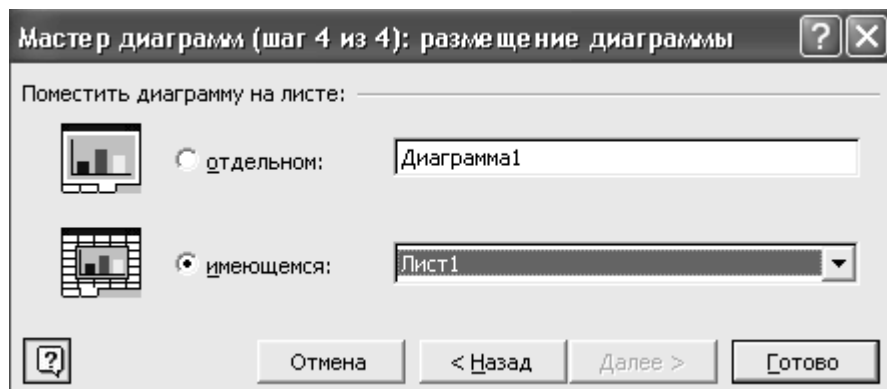 Мастер диаграмм (шаг 4 из 4): размещение диаграммы
Поместить диаграмму на листе:
отдельном: Диаграмма1
имеющемся: Лист1
Отмена < Назад Далее > Готово